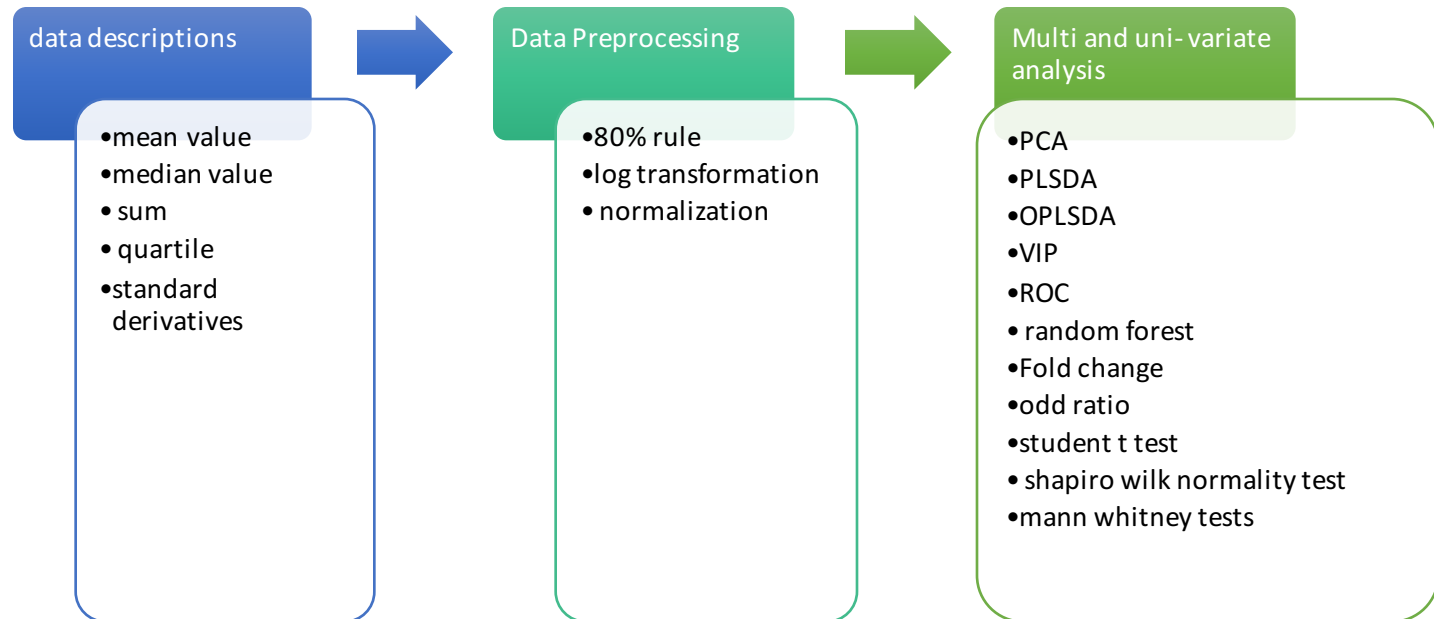 data descriptions
•mean value
•median value
• sum
• quartile
•standard
derivatives
Data Preprocessing
•80% rule
•log transformation
• normalization
Multi and uni-variate
analysis
•PCA
•PLSDA
•OPLSDA
•VIP
•ROC
• random forest
•Fold change
•odd ratio
•student t test
• shapiro wilk normality test
•mann whitney tests